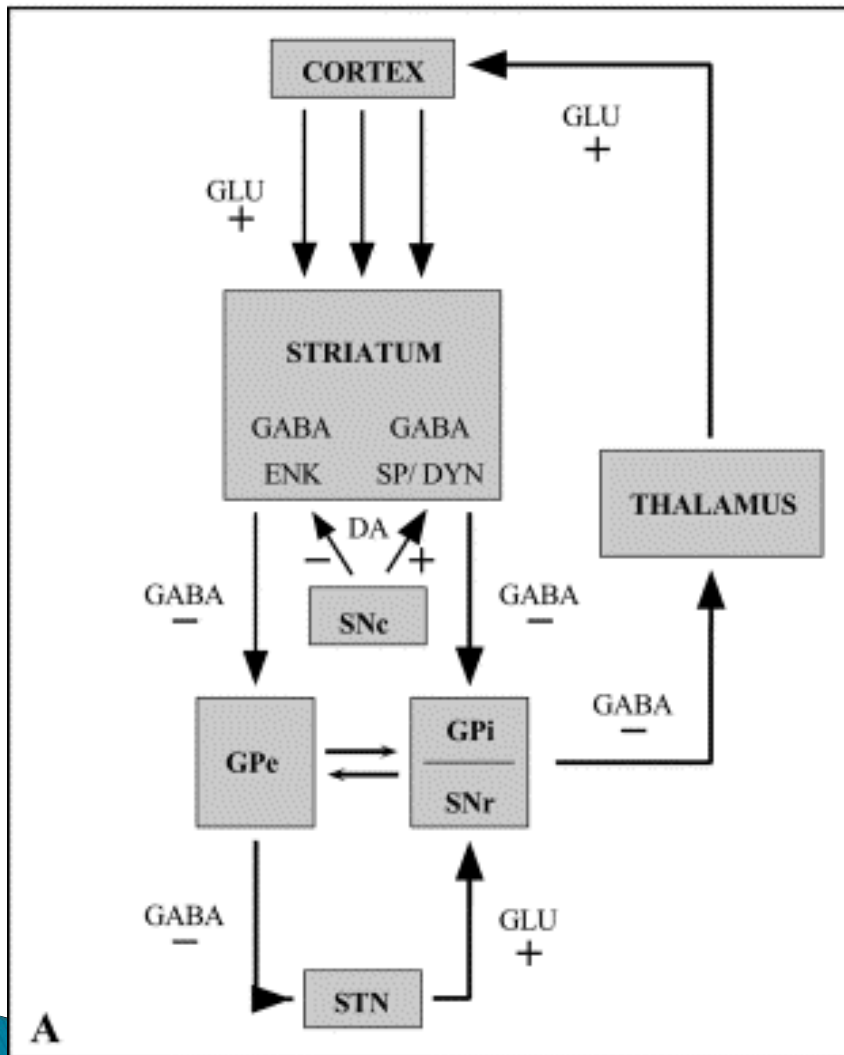 CORTEX
GLU
+
GLU
+
STRIATUM
GABA GABA
ENK SP/ DYN
THALAMUS
DA
− +
GABA
−
SNc
GABA
−
GABA
−
GPe
GPi
SNr
GABA
−
GLU
+
STN
A